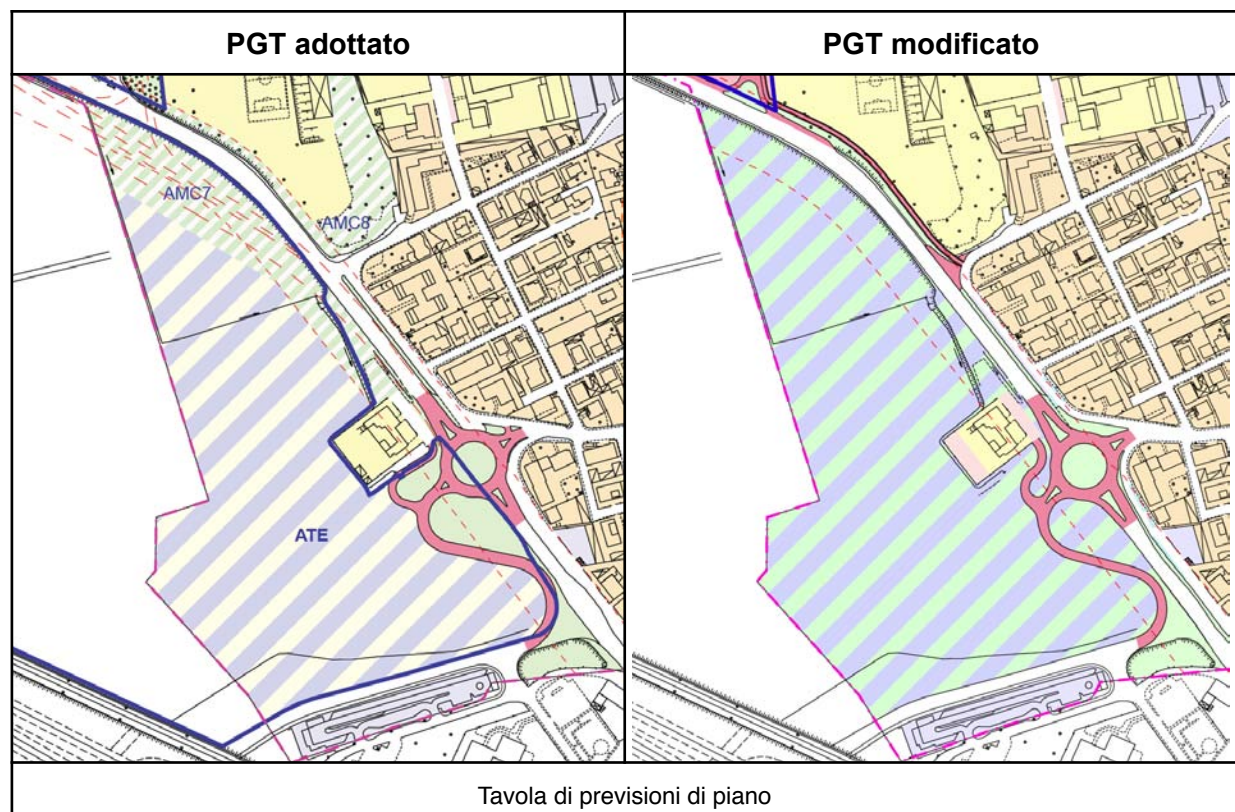 PGT adottato
PGT modificato
AMC7
AMC8
ATE
Tavola di previsioni di piano